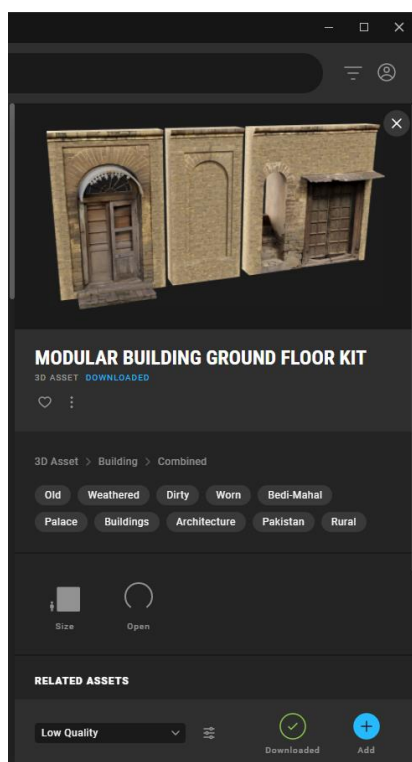 MODULAR BUILDING GROUND FLOOR KIT
3D ASSET DOWNLOADED
3D Asset > Building > Combined
Old Weathered Dirty Worn Bedi-Mahal
Palace Buildings Architecture Pakistan Rural
Size Open
RELATED ASSETS
Low Quality
Downloaded Add